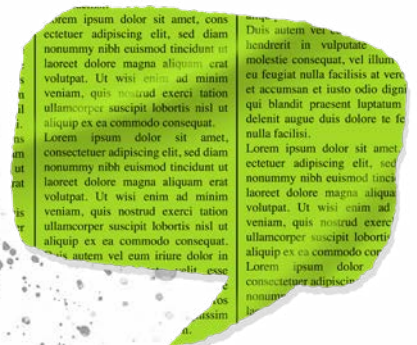 orem ipsum dolor sit amet, cons
ectetuer adipiscing elit, sed diam
nonummy nibh euismod tincidunt ut
laoreet dolore magna aliquam erat
volutpat. Ut wisi enim ad minim
veniam, quis nostrud exerci tation
ullamcorper suscipit lobortis nisl ut
aliquip ex ea commodo consequat.
Lorem ipsum dolor sit amet,
consectetuer adipiscing elit, sed diam
nonummy nibh euismod tincidunt ut
laoreet dolore magna aliquam erat
volutpat. Ut wisi enim ad minim
veniam, quis nostrud exerci tation
ullamcorper suscipit lobortis nisl ut
aliquip ex ea commodo consequat.
autem vel eum iriure dolor in
velit esse
Duis autem vel
hendrerit in vulputate
molestie consequat, vel illum
eu feugiat nulla facilisis at vero
et accumsan et iusto odio digni
qui blandit praesent luptatum
delenit augue duis dolore te fe
nulla facilisi.
Lorem ipsum dolor sit amet,
ectetuer adipiscing elit, sed
nonummy nibh euismod tinci
laoreet dolore magna aliqua
volutpat. Ut wisi enim ad
veniam, quis nostrud exerc
ullamcorper suscipit lobortis
aliquip ex ea commodo con
Lorem ipsum dolor
consectetuer adipiscin
nonum